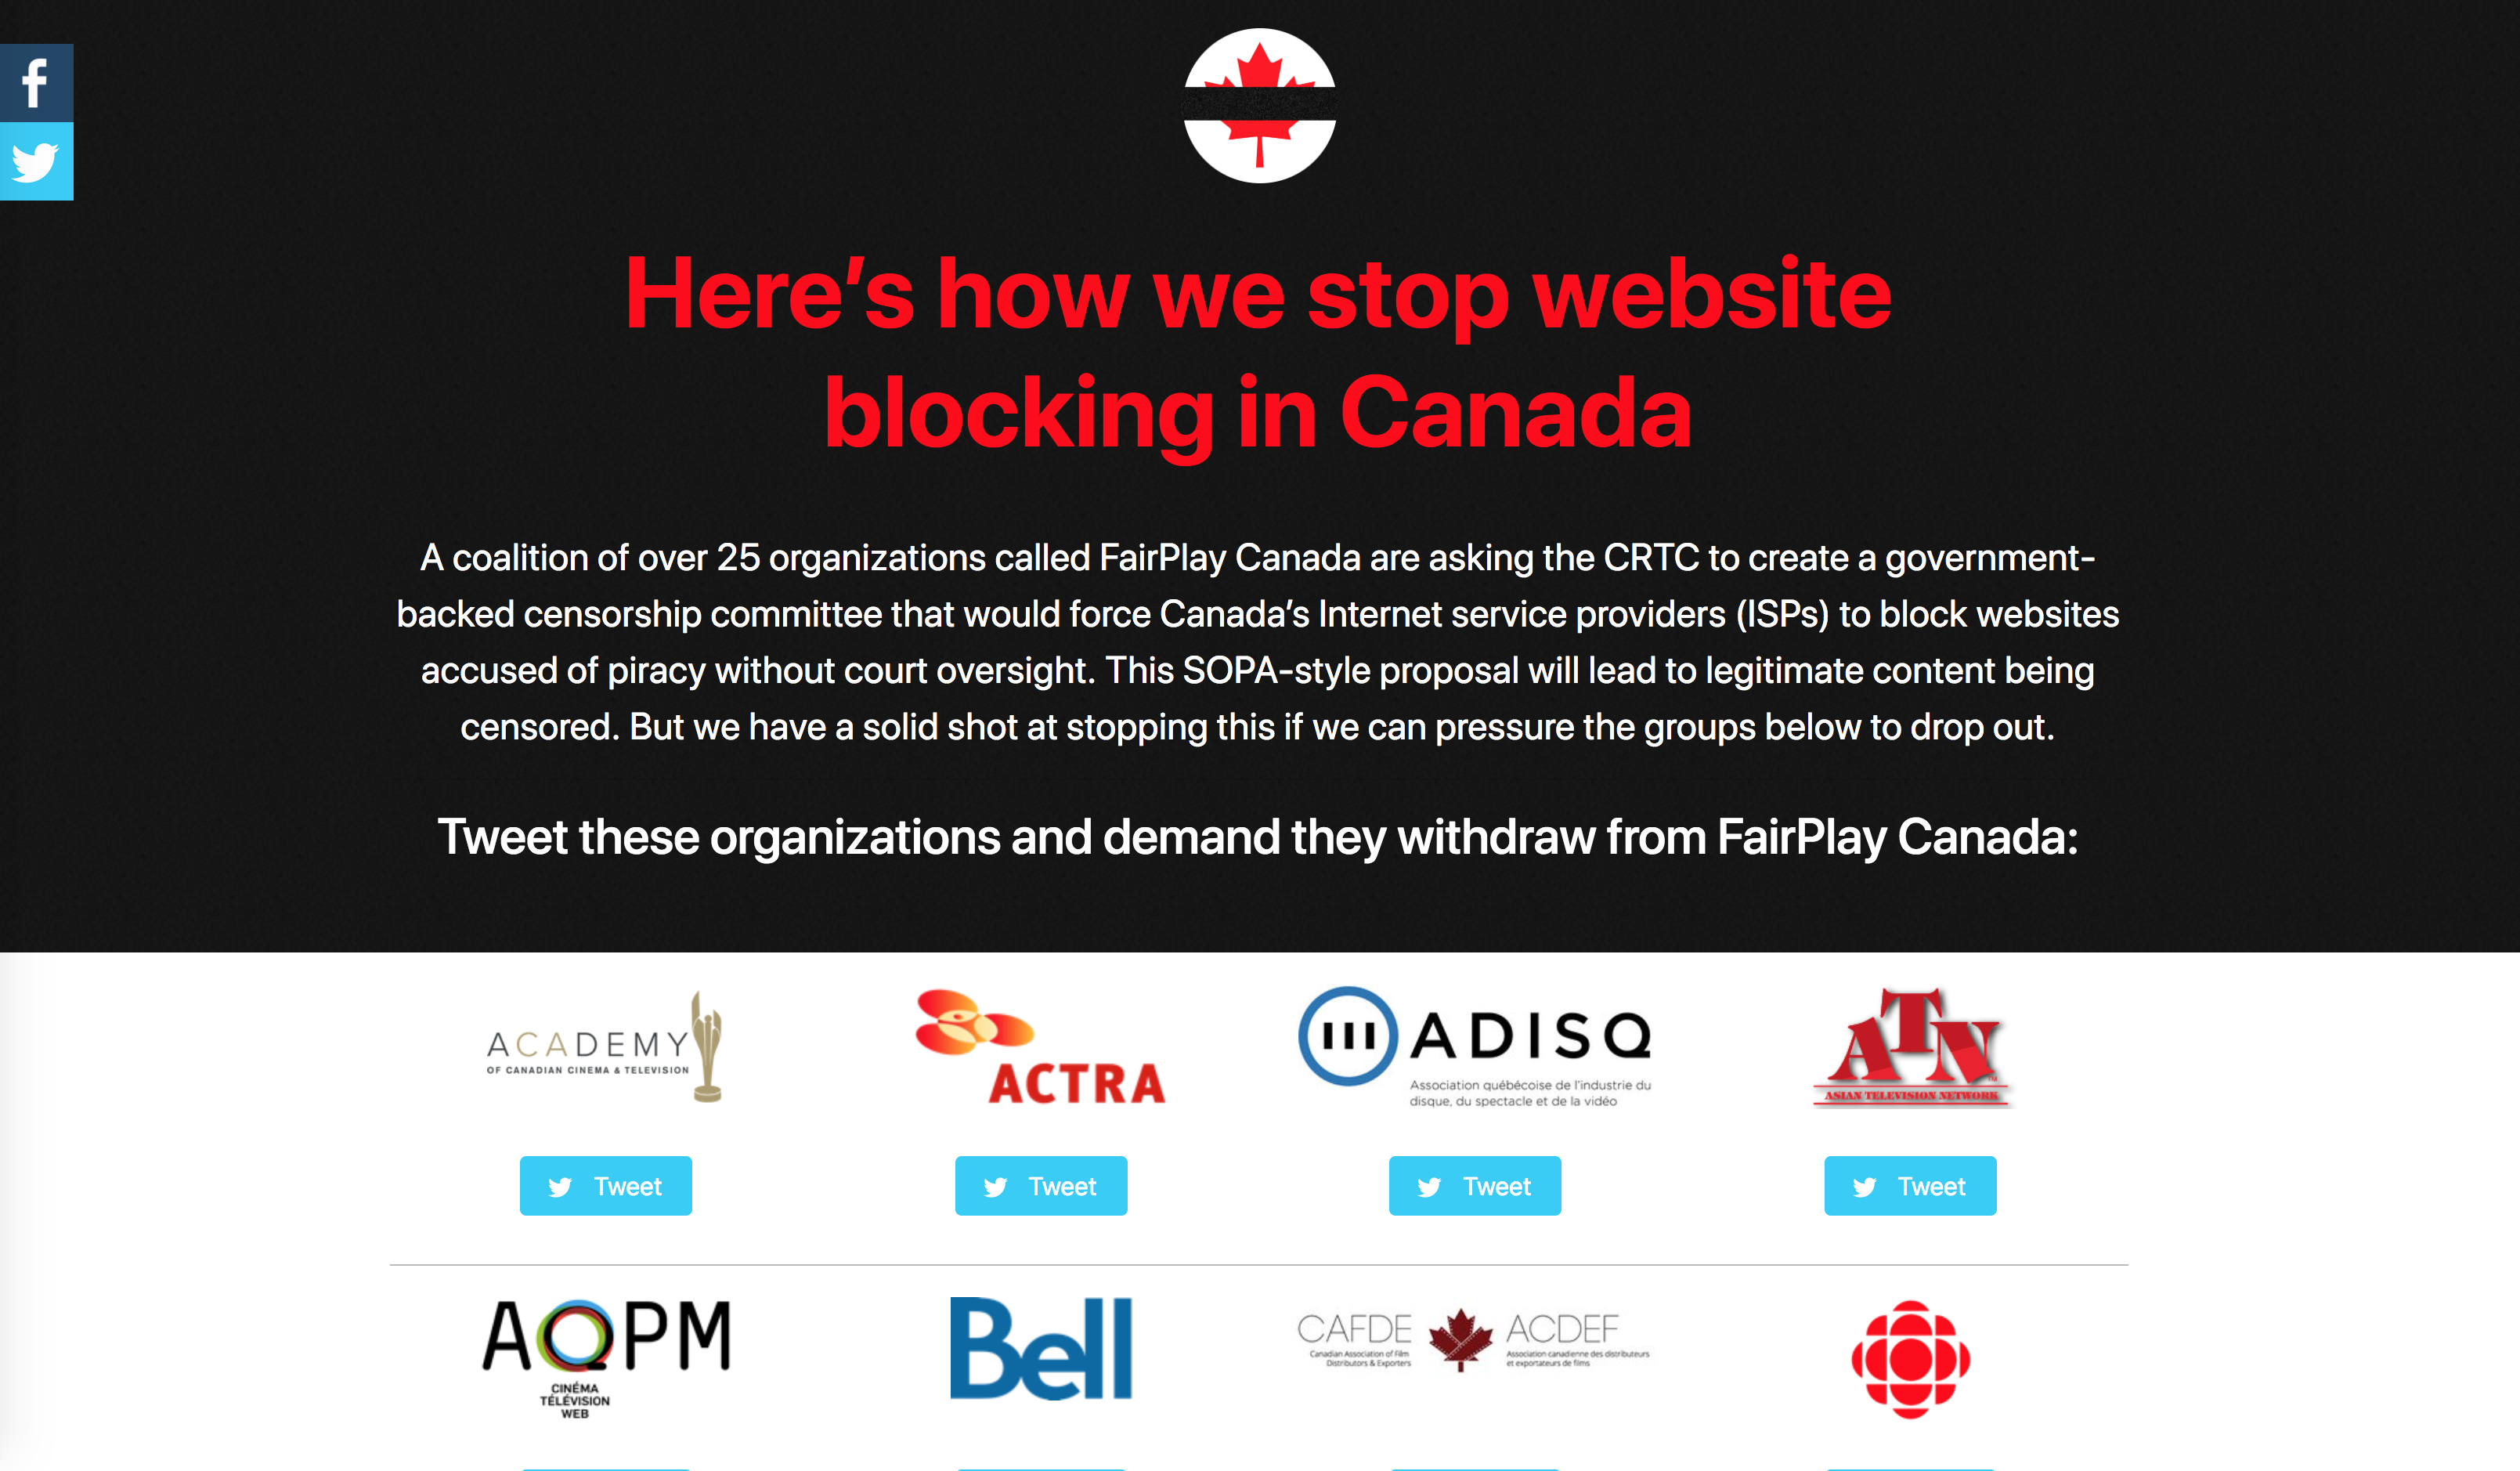 Here’s how we stop website
blocking in Canada
A coalition of over 25 organizations called FairPlay Canada are asking the CRTC to create a government-
backed censorship committee that would force Canada’s Internet service providers (ISPs) to block websites
accused of piracy without court oversight. This SOPA-style proposal will lead to legitimate content being
censored. But we have a solid shot at stopping this if we can pressure the groups below to drop out.
Tweet these organizations and demand they withdraw from FairPlay Canada:
ACADEMY
OF CANADIAN CINEMA & TELEVISION
ACTRA
ADISQ
Association québécoise de l’industrie du
disque, du spectacle et de la vidéo
ATN
TM
ASIAN TELEVISION NETWORK
Tweet
Tweet
Tweet
Tweet
AQPM
CINÉMA
TÉLÉVISION
WEB
Bell
CAFDE
Canadian Association of Film
Distributors & Exporters
ACDEF
Association canadienne des distributeurs
et exportateurs de films